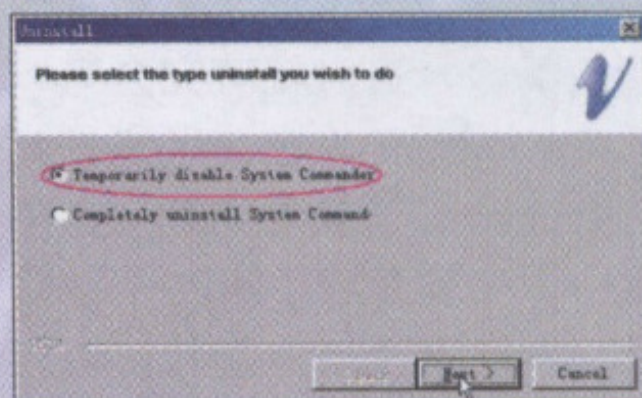 Uninstall
Please select the type uninstall you wish to do
Temporarily disable System Commander
Completely uninstall System Command
Next >
Cancel